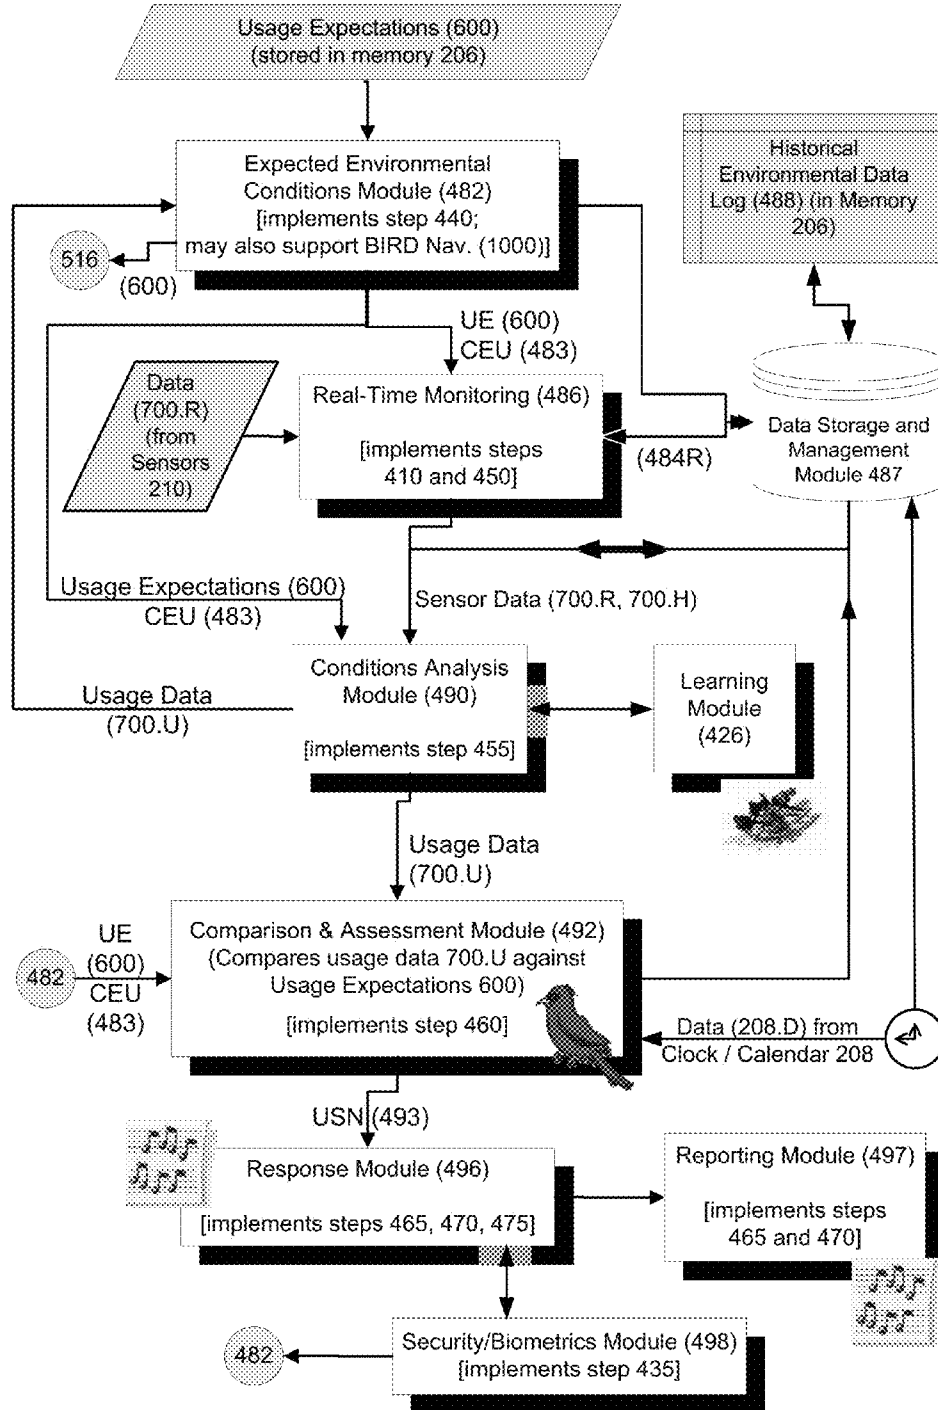 Usage Expectations (600)
(stored in memory 206)
Expected Environmental
Conditions Module (482)
[implements step 440;
may also support BIRD Nav. (1000)]
Historical
Environmental Data
Log (488) (in Memory
206)
516
(600)
UE (600)
CEU (483)
Data
(700.R)
(from
Sensors
210)
Real-Time Monitoring (486)
[implements steps
410 and 450]
(484R)
Data Storage and
Management
Module 487
Usage Expectations (600)
CEU (483)
Sensor Data (700.R, 700.H)
Conditions Analysis
Module (490)
[implements step 455]
Learning
Module
(426)
Usage Data
(700.U)
Usage Data
(700.U)
Comparison & Assessment Module (492)
(Compares usage data 700.U against
Usage Expectations 600)
[implements step 460]
482
UE
(600)
CEU
(483)
Data (208.D) from
Clock / Calendar 208
USN (493)
Response Module (496)
[implements steps 465, 470, 475]
Reporting Module (497)
[implements steps
465 and 470]
Security/Biometrics Module (498)
[implements step 435]
482